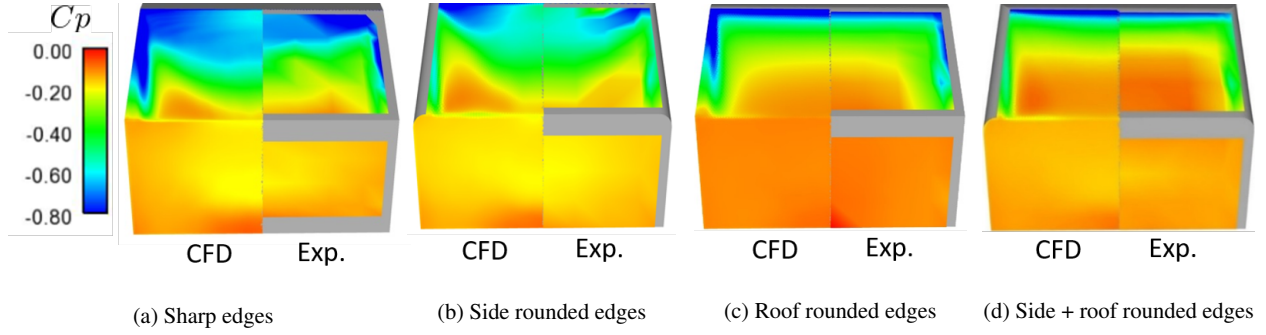 Cp
0.00
-0.20
-0.40
-0.60
-0.80
CFD Exp.
CFD Exp.
CFD Exp.
CFD Exp.
(a) Sharp edges
(b) Side rounded edges
(c) Roof rounded edges
(d) Side + roof rounded edges